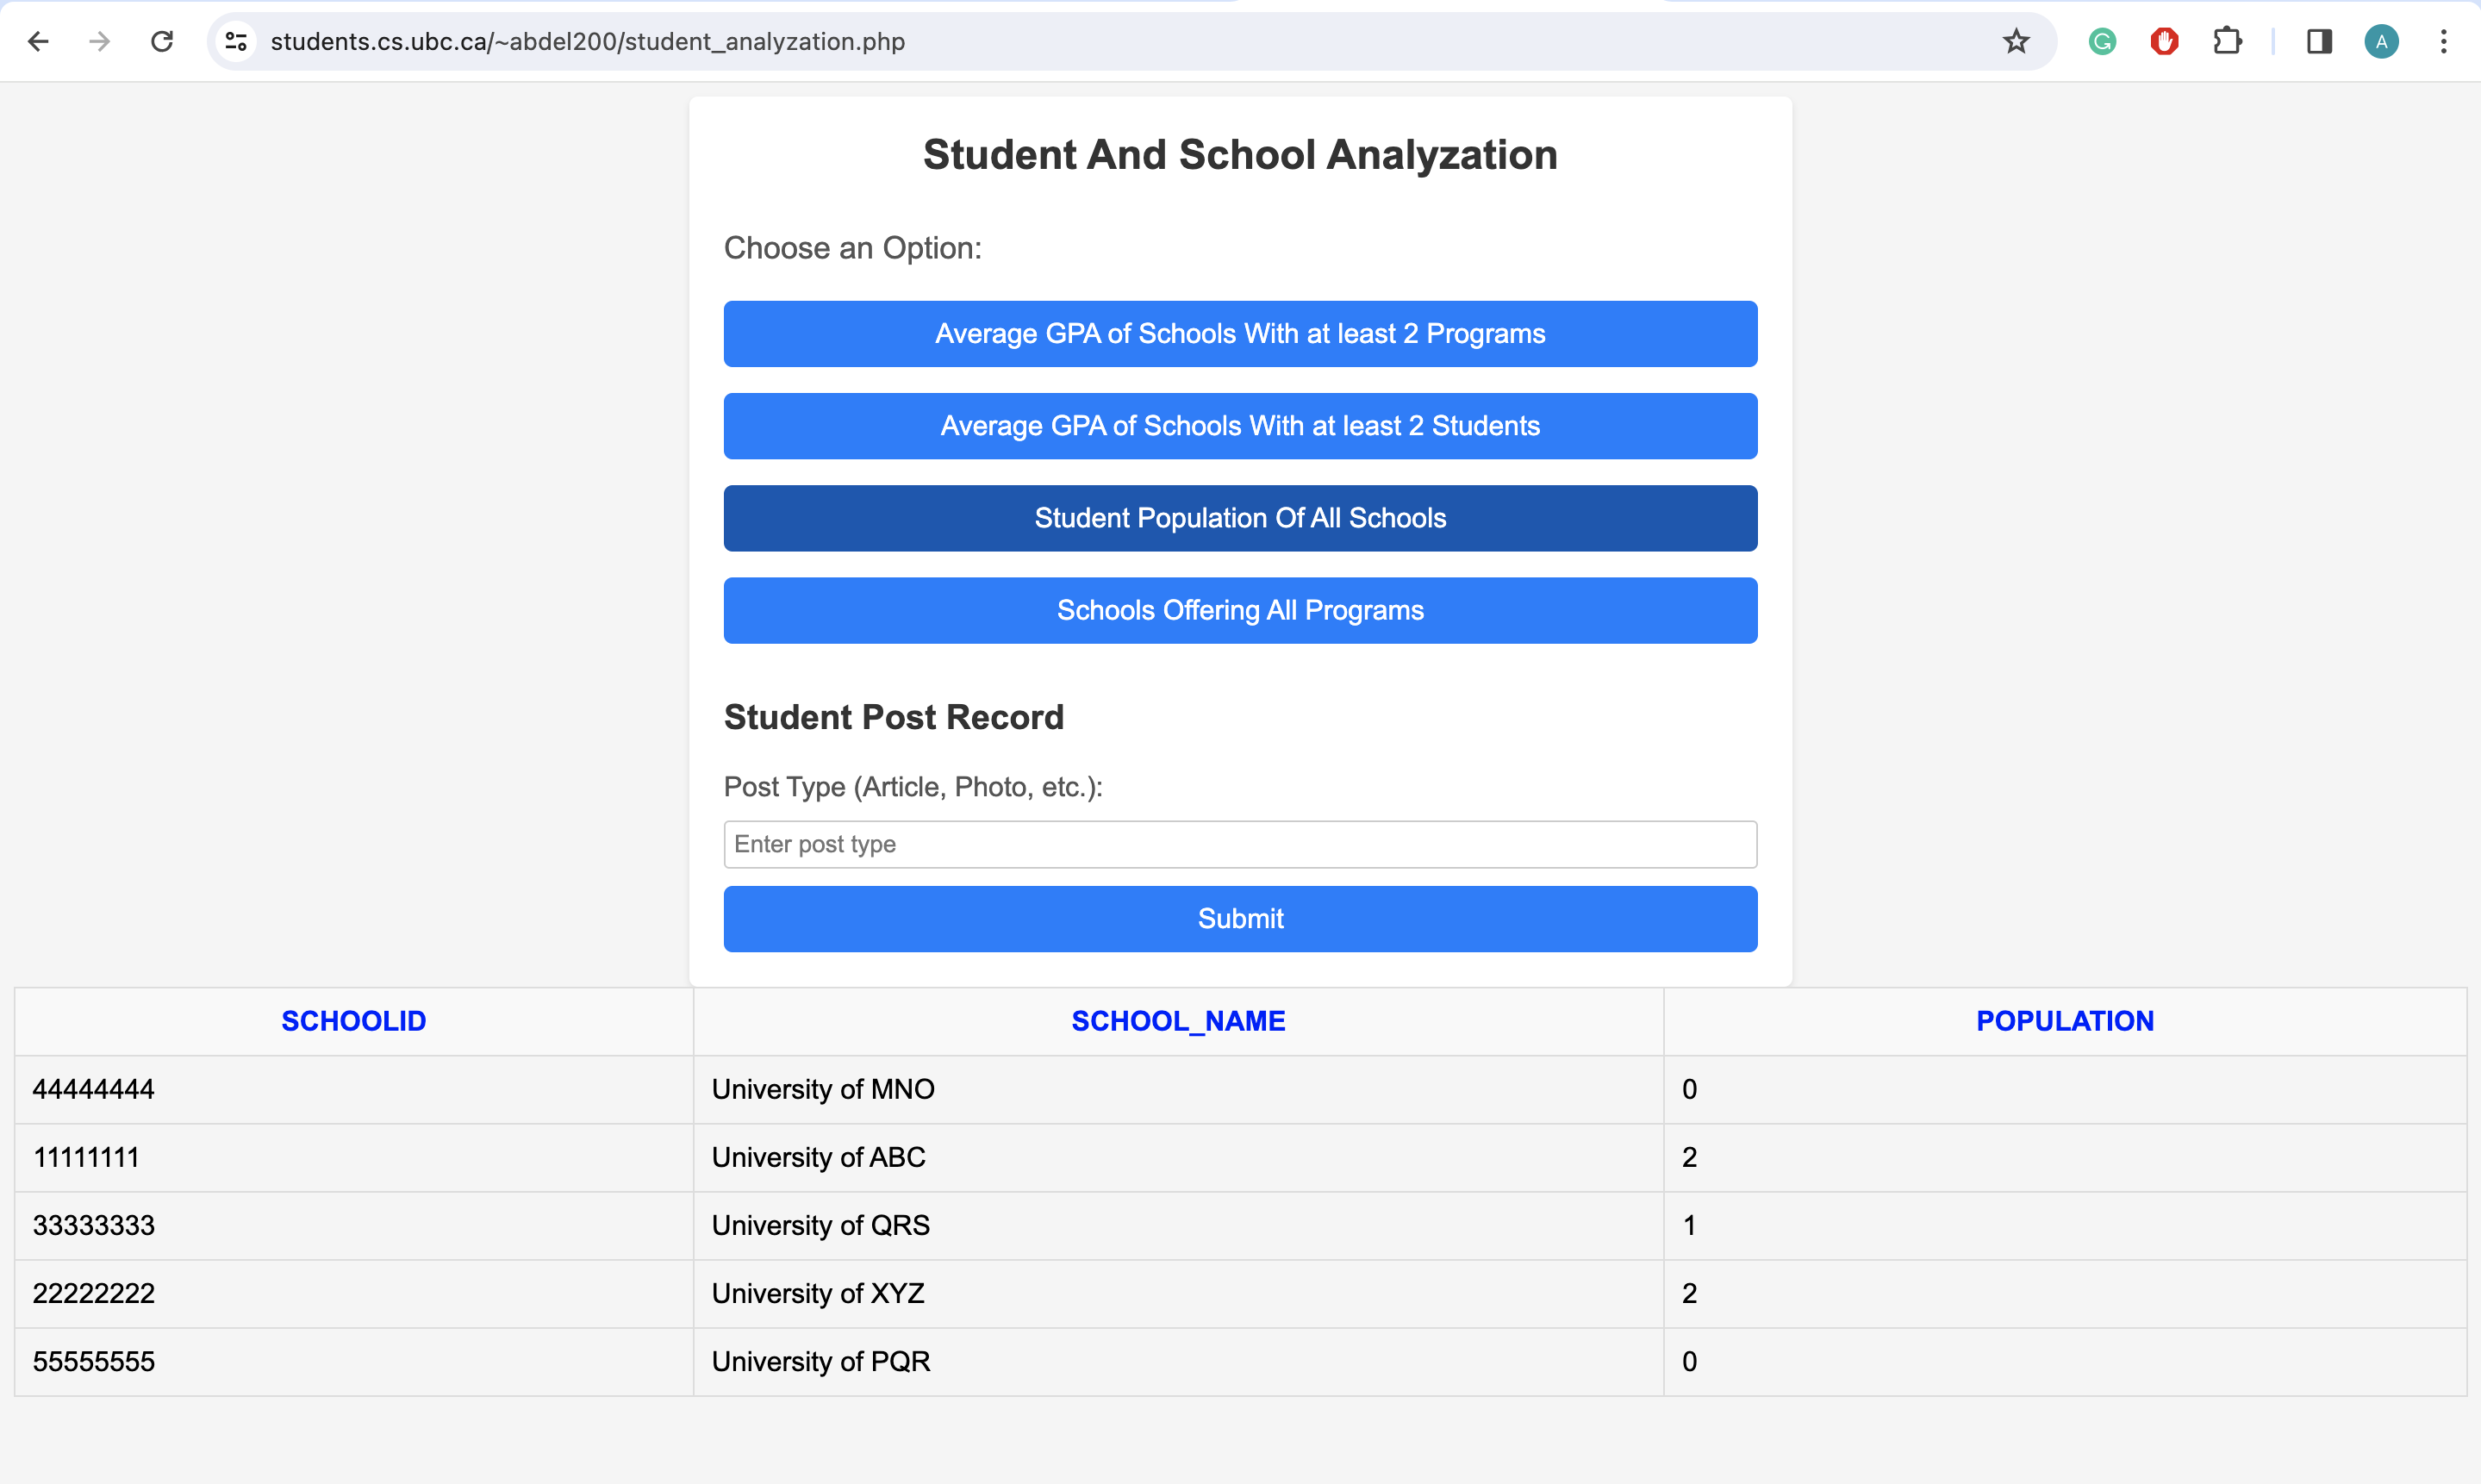 students.cs.ubc.ca/~abdel200/student_analyzation.php
A
Student And School Analyzation
Choose an Option:
Average GPA of Schools With at least 2 Programs
Average GPA of Schools With at least 2 Students
Student Population Of All Schools
Schools Offering All Programs
Student Post Record
Post Type (Article, Photo, etc.):
Enter post type
Submit
SCHOOLID SCHOOL_NAME POPULATION
44444444 University of MNO 0
11111111 University of ABC 2
33333333 University of QRS 1
22222222 University of XYZ 2
55555555 University of PQR 0